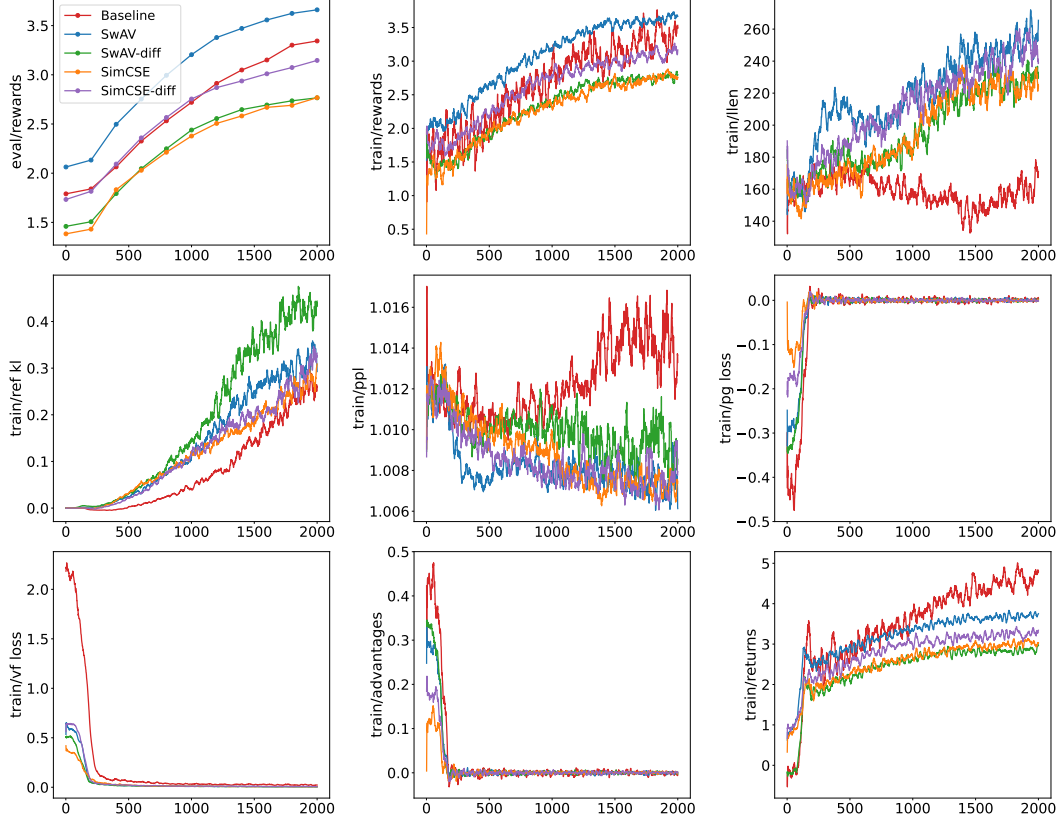 eval/rewards
3.5
3.0
2.5
2.0
1.5
0 500 1000 1500 2000
Baseline
SwAV
SwAV-diff
SimCSE
SimCSE-diff
train/rewards
3.5
3.0
2.5
2.0
1.5
1.0
0.5
0 500 1000 1500 2000
train/llen
260
240
220
200
180
160
140
0 500 1000 1500 2000
train/ref kl
0.4
0.3
0.2
0.1
0.0
0 500 1000 1500 2000
train/ppl
1.016
1.014
1.012
1.010
1.008
1.006
0 500 1000 1500 2000
train/pg loss
0.0
−0.1
−0.2
−0.3
−0.4
−0.5
0 500 1000 1500 2000
train/vf loss
2.0
1.5
1.0
0.5
0.0
0 500 1000 1500 2000
train/advantages
0.5
0.4
0.3
0.2
0.1
0.0
0 500 1000 1500 2000
train/returns
5
4
3
2
1
0
0 500 1000 1500 2000